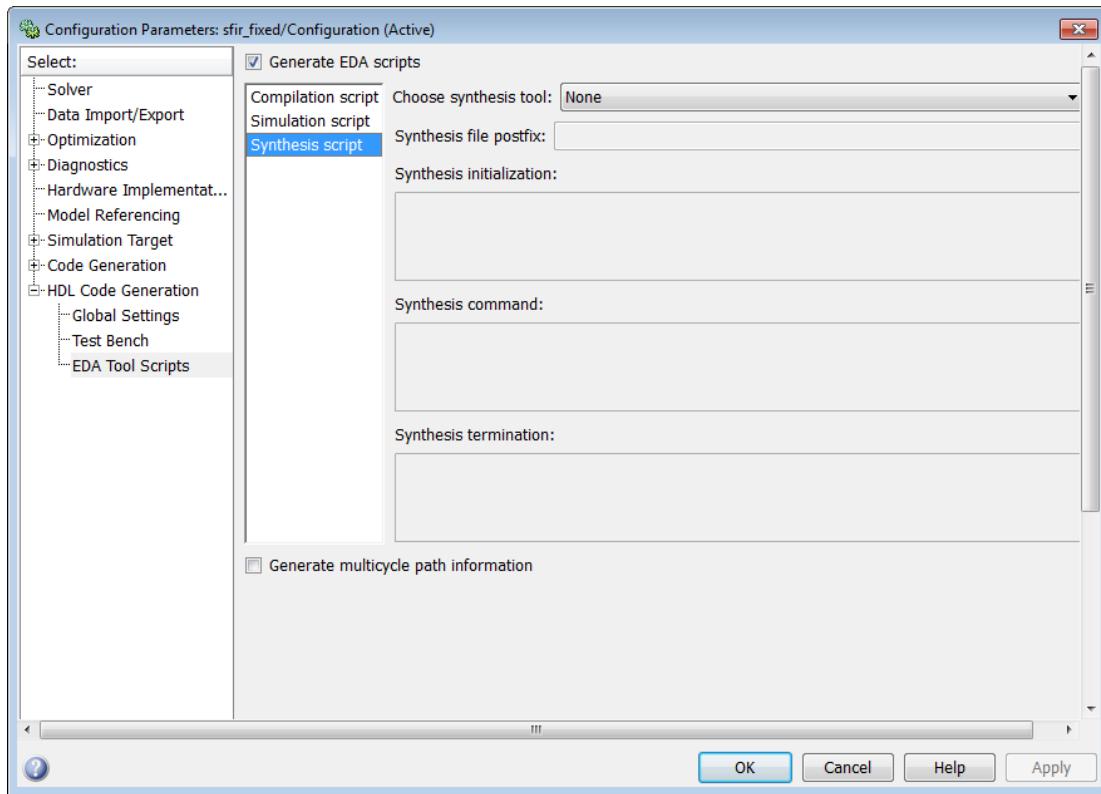 Configuration Parameters: sfir_fixed/Configuration (Active)
Select:
Solver
Data Import/Export
Optimization
Diagnostics
Hardware Implementat...
Model Referencing
Simulation Target
Code Generation
HDL Code Generation
Global Settings
Test Bench
EDA Tool Scripts
Generate EDA scripts
Compilation script
Simulation script
Synthesis script
Choose synthesis tool: None
Synthesis file postfix:
Synthesis initialization:
Synthesis command:
Synthesis termination:
Generate multicycle path information
OK Cancel Help Apply